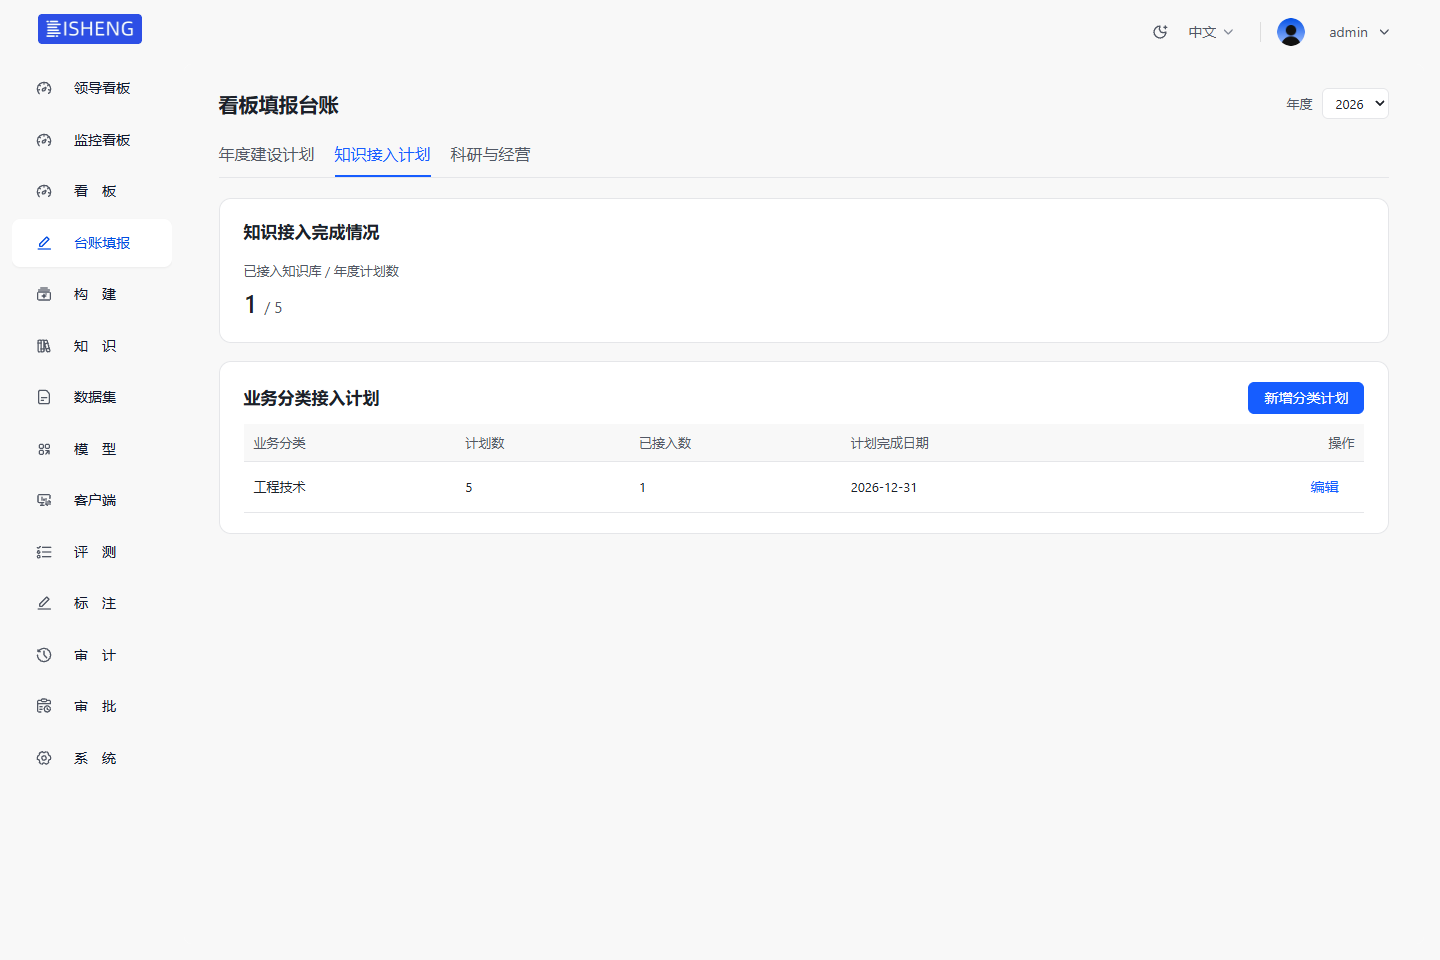 ISHENG
中文
admin
领导看板
监控看板
看 板
台账填报
构 建
知 识
数据集
模 型
客户端
评 测
标 注
审 计
审 批
系 统
看板填报台账
年度 2026
年度建设计划 知识接入计划 科研与经营
知识接入完成情况
已接入知识库 / 年度计划数
1 / 5
业务分类接入计划
新增分类计划
业务分类 计划数 已接入数 计划完成日期 操作
工程技术 5 1 2026-12-31 编辑